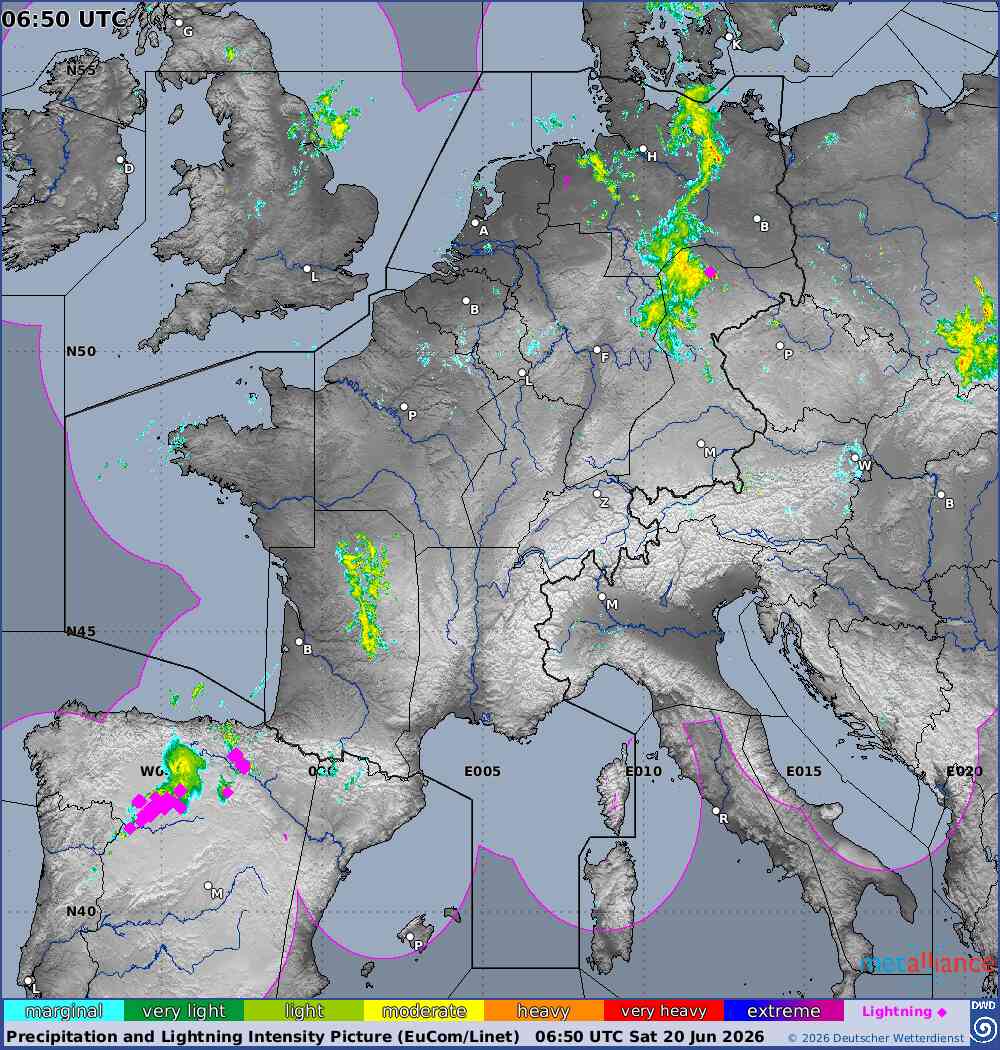 06:50 UTC
G
K
N55
D
H
A
B
L
B
N50
P
F
L
P
M
W
Z
B
M
N45
B
W0
000
E005
E010
E015
E020
R
M
N40
P
L
metalliance
marginal very light light moderate heavy very heavy extreme Lightning ◆ DWD
Precipitation and Lightning Intensity Picture (EuCom/Linet) 06:50 UTC Sat 20 Jun 2026 © 2026 Deutscher Wetterdienst